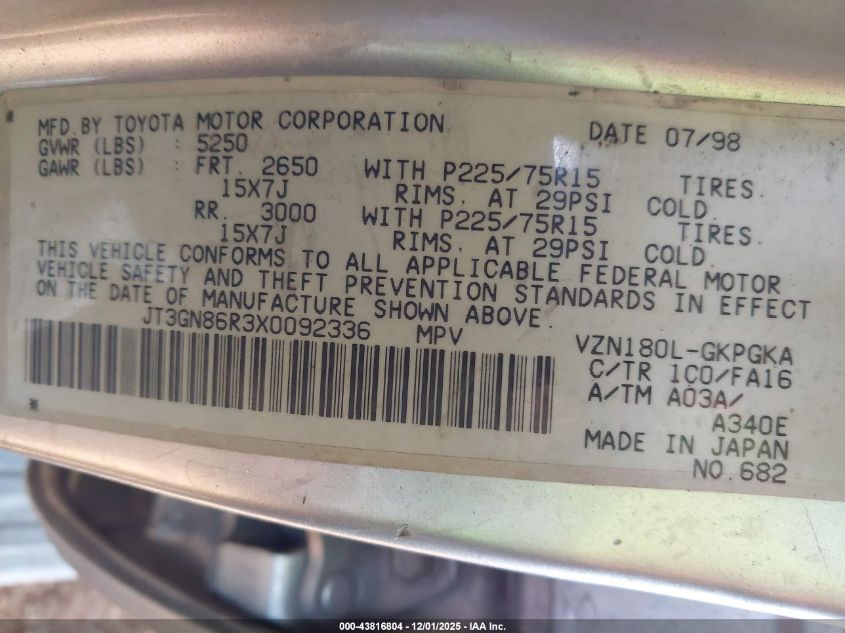 MFD.BY TOYOTA MOTOR CORPORATION DATE 07/98
GVWR (LBS) : 5250
GAWR (LBS) : FRT. 2650 WITH P225/75R15 TIRES.
15X7J RIMS. AT 29PSI COLD.
RR. 3000 WITH P225/75R15 TIRES.
15X7J RIMS. AT 29PSI COLD.
THIS VEHICLE CONFORMS TO ALL APPLICABLE FEDERAL MOTOR
VEHICLE SAFETY AND THEFT PREVENTION STANDARDS IN EFFECT
ON THE DATE OF MANUFACTURE SHOWN ABOVE.
JT3GN86R3X0092336 MPV
VZN180L-GKPGKA
C/TR 1C0/FA16
A/TM A03A/
A340E
MADE IN JAPAN
NO.682
000-43816804 - 12/01/2025 - IAA Inc.